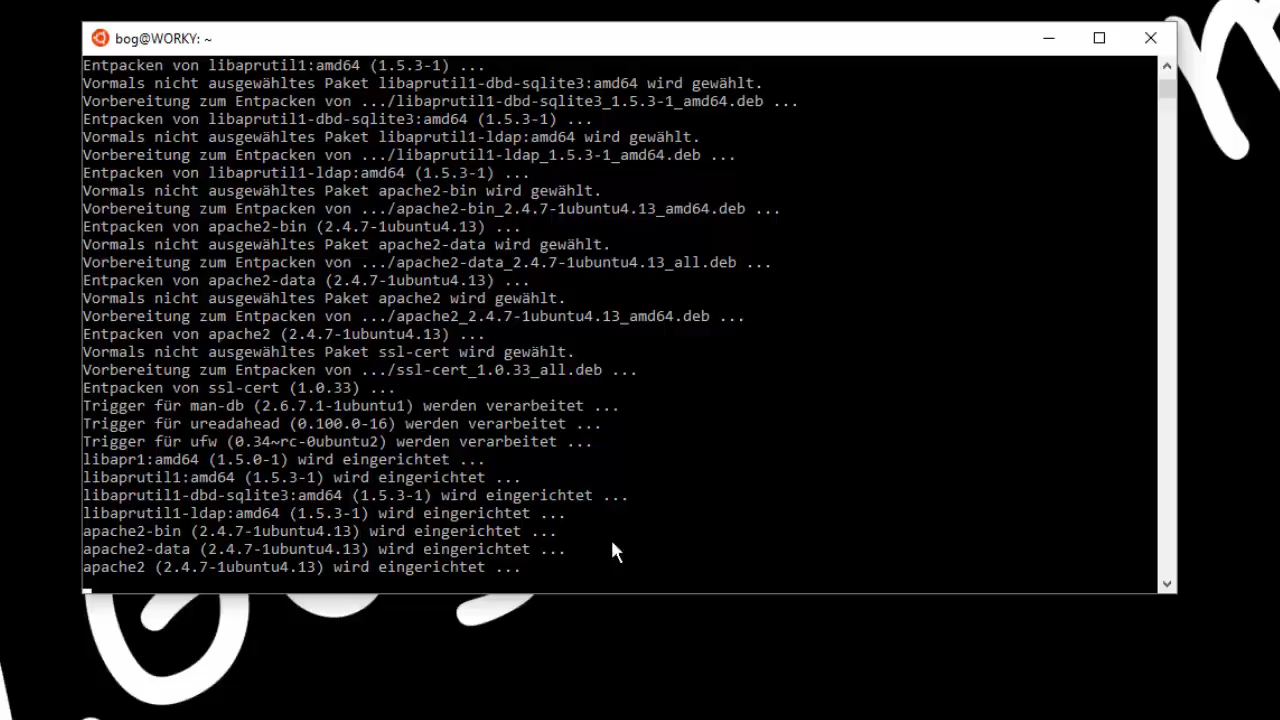 bog@WORKY: ~
Entpacken von libaprutil1:amd64 (1.5.3-1) ...
Vormals nicht ausgewähltes Paket libaprutil1-dbd-sqlite3:amd64 wird gewählt.
Vorbereitung zum Entpacken von .../libaprutil1-dbd-sqlite3_1.5.3-1_amd64.deb ...
Entpacken von libaprutil1-dbd-sqlite3:amd64 (1.5.3-1) ...
Vormals nicht ausgewähltes Paket libaprutil1-ldap:amd64 wird gewählt.
Vorbereitung zum Entpacken von .../libaprutil1-ldap_1.5.3-1_amd64.deb ...
Entpacken von libaprutil1-ldap:amd64 (1.5.3-1) ...
Vormals nicht ausgewähltes Paket apache2-bin wird gewählt.
Vorbereitung zum Entpacken von .../apache2-bin_2.4.7-1ubuntu4.13_amd64.deb ...
Entpacken von apache2-bin (2.4.7-1ubuntu4.13) ...
Vormals nicht ausgewähltes Paket apache2-data wird gewählt.
Vorbereitung zum Entpacken von .../apache2-data_2.4.7-1ubuntu4.13_all.deb ...
Entpacken von apache2-data (2.4.7-1ubuntu4.13) ...
Vormals nicht ausgewähltes Paket apache2 wird gewählt.
Vorbereitung zum Entpacken von .../apache2_2.4.7-1ubuntu4.13_amd64.deb ...
Entpacken von apache2 (2.4.7-1ubuntu4.13) ...
Vormals nicht ausgewähltes Paket ssl-cert wird gewählt.
Vorbereitung zum Entpacken von .../ssl-cert_1.0.33_all.deb ...
Entpacken von ssl-cert (1.0.33) ...
Trigger für man-db (2.6.7.1-1ubuntu1) werden verarbeitet ...
Trigger für ureadahead (0.100.0-16) werden verarbeitet ...
Trigger für ufw (0.34~rc-0ubuntu2) werden verarbeitet ...
libapr1:amd64 (1.5.0-1) wird eingerichtet ...
libaprutil1:amd64 (1.5.3-1) wird eingerichtet ...
libaprutil1-dbd-sqlite3:amd64 (1.5.3-1) wird eingerichtet ...
libaprutil1-ldap:amd64 (1.5.3-1) wird eingerichtet ...
apache2-bin (2.4.7-1ubuntu4.13) wird eingerichtet ...
apache2-data (2.4.7-1ubuntu4.13) wird eingerichtet ...
apache2 (2.4.7-1ubuntu4.13) wird eingerichtet ...